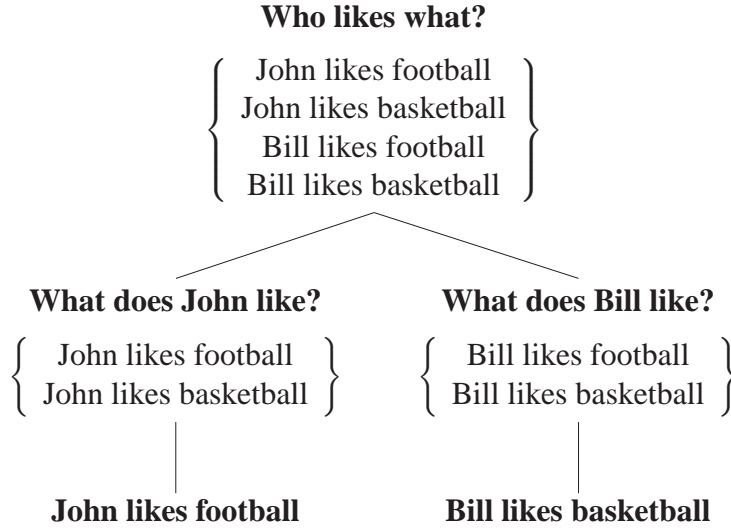 Who likes what?
John likes football
John likes basketball
Bill likes football
Bill likes basketball
What does John like?
John likes football
John likes basketball
John likes football
What does Bill like?
Bill likes football
Bill likes basketball
Bill likes basketball